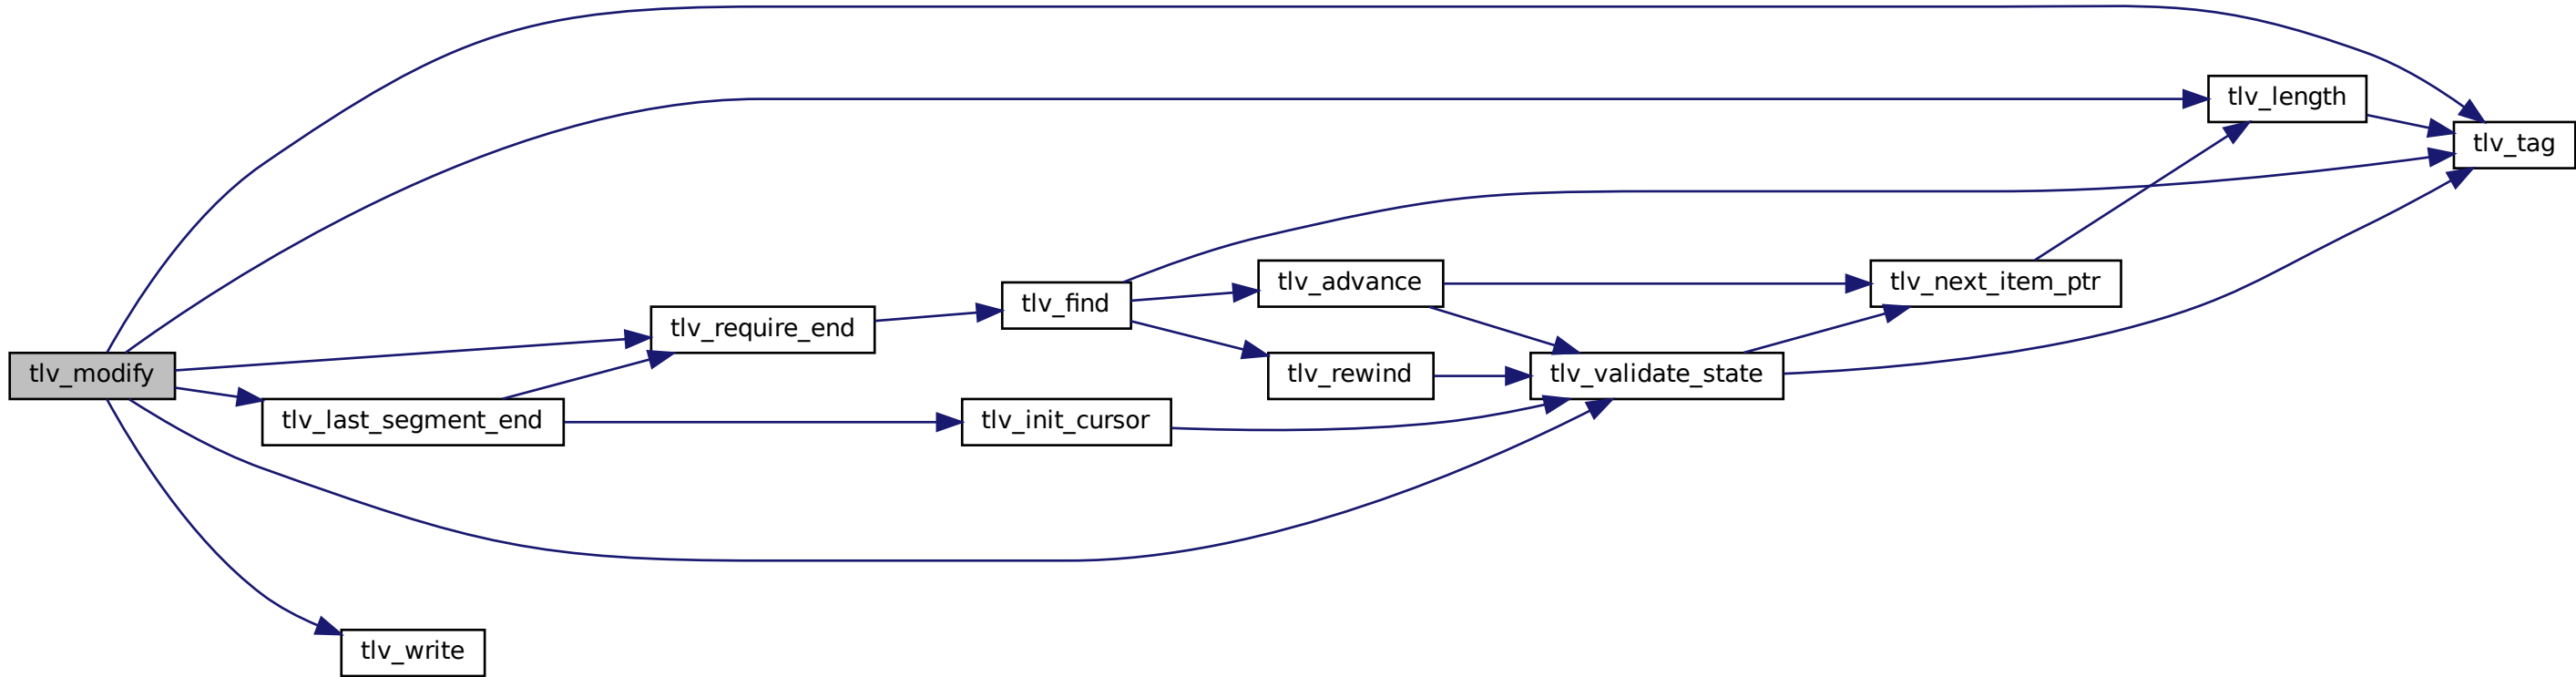 tlv_length
tlv_tag
tlv_advance
tlv_next_item_ptr
tlv_find
tlv_require_end
tlv_modify
tlv_rewind
tlv_validate_state
tlv_last_segment_end
tlv_init_cursor
tlv_write